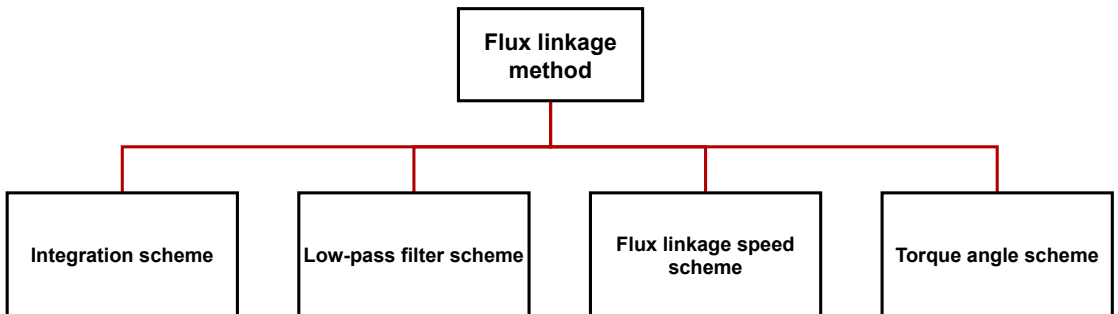 Flux linkage
method
Integration scheme
Low-pass filter scheme
Flux linkage speed
scheme
Torque angle scheme